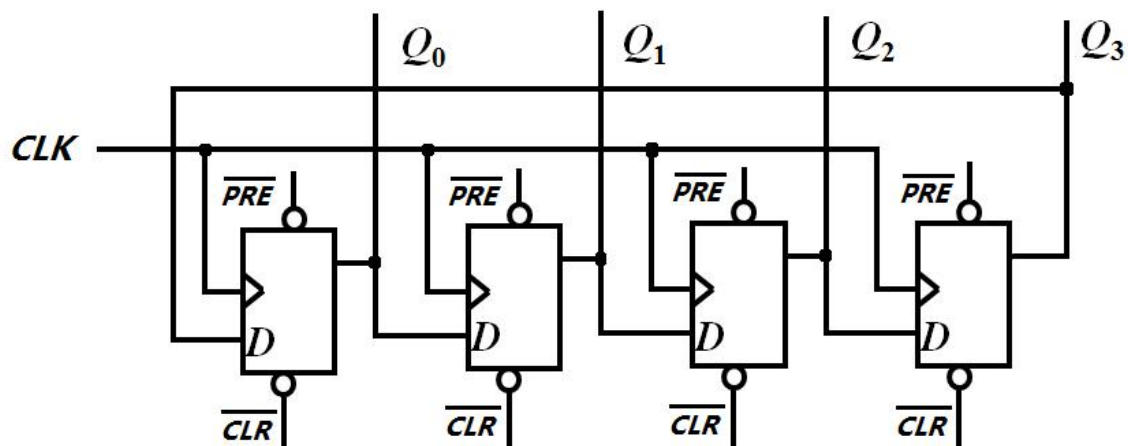 Q0 Q1 Q2 Q3
CLK
PRE PRE PRE PRE
D D D D
CLR CLR CLR CLR